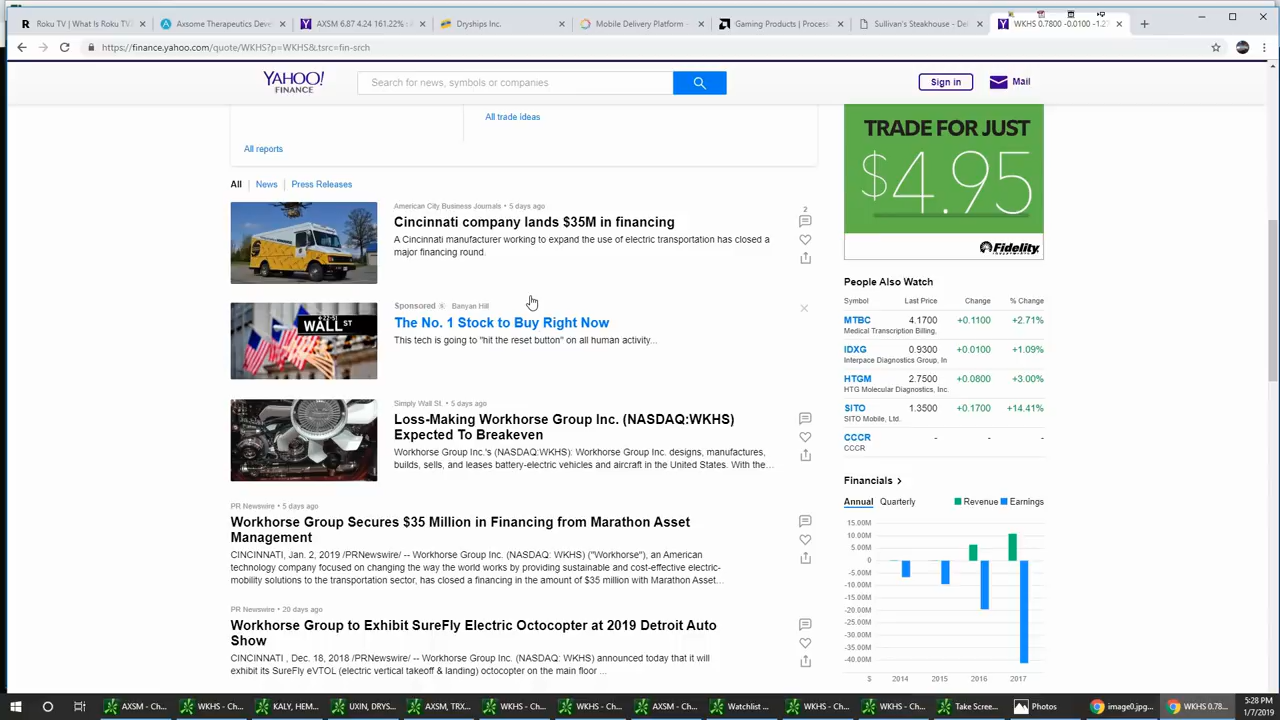 Roku TV | What Is Roku TV
Axsome Therapeutics Deve
AXSM 6.67 4.24 161.22%
Dryships Inc.
Mobile Delivery Platform -
Gaming Products | Process
Sullivan's Steakhouse - De
WKHS 0.7800 -0.0100 -1.27
https://finance.yahoo.com/quote/WKHS?p=WKHS&.tsrc=fin-srch
YAHOO!
FINANCE
Search for news, symbols or companies
Sign in
Mail
All trade ideas
All reports
All
News
Press Releases
American City Business Journals • 5 days ago
Cincinnati company lands $35M in financing
A Cincinnati manufacturer working to expand the use of electric transportation has closed a
major financing round.
2
Sponsored
Banyan Hill
The No. 1 Stock to Buy Right Now
This tech is going to "hit the reset button" on all human activity...
WALL ST
Simply Wall St. • 5 days ago
Loss-Making Workhorse Group Inc. (NASDAQ:WKHS)
Expected To Breakeven
Workhorse Group Inc.'s (NASDAQ:WKHS): Workhorse Group Inc. designs, manufactures,
builds, sells, and leases battery-electric vehicles and aircraft in the United States. With the...
PR Newswire • 5 days ago
Workhorse Group Secures $35 Million in Financing from Marathon Asset
Management
CINCINNATI, Jan. 2, 2019 /PRNewswire/ -- Workhorse Group Inc. (NASDAQ: WKHS) ("Workhorse"), an American
technology company focused on changing the way the world works by providing sustainable and cost-effective electric-
mobility solutions to the transportation sector, has closed a financing in the amount of $35 million with Marathon Asset...
PR Newswire • 20 days ago
Workhorse Group to Exhibit SureFly Electric Octocopter at 2019 Detroit Auto
Show
CINCINNATI , Dec. 18, 2018 /PRNewswire/ -- Workhorse Group Inc. (NASDAQ: WKHS) announced today that it will
exhibit its SureFly eVTOL (electric vertical takeoff & landing) octocopter on the main floor ...
TRADE FOR JUST
$4.95
Fidelity
People Also Watch
Symbol Last Price Change % Change
MTBC 4.1700 +0.1100 +2.71%
Medical Transcription Billing,
IDXG 0.9300 +0.0100 +1.09%
Interpace Diagnostics Group, In
HTGM 2.7500 +0.0800 +3.00%
HTG Molecular Diagnostics, Inc.
SITO 1.3500 +0.1700 +14.41%
SITO Mobile, Ltd.
CCCR - - -
CCCR
Financials
Annual Quarterly
Revenue Earnings
15.00M
10.00M
5.00M
0
-5.00M
-10.00M
-15.00M
-20.00M
-25.00M
-30.00M
-35.00M
-40.00M
$ 2014 2015 2016 2017
AXSM - Ch...
WKHS - Ch...
KALY, HEM...
UXIN, DRYS...
AXSM, TRX...
WKHS - Ch...
WKHS - Ch...
AXSM - Ch...
Watchlist ...
WKHS - Ch...
WKHS - Ch...
Take Scree...
Photos
image0.jpg...
WKHS 0.78...
5:28 PM
1/7/2019